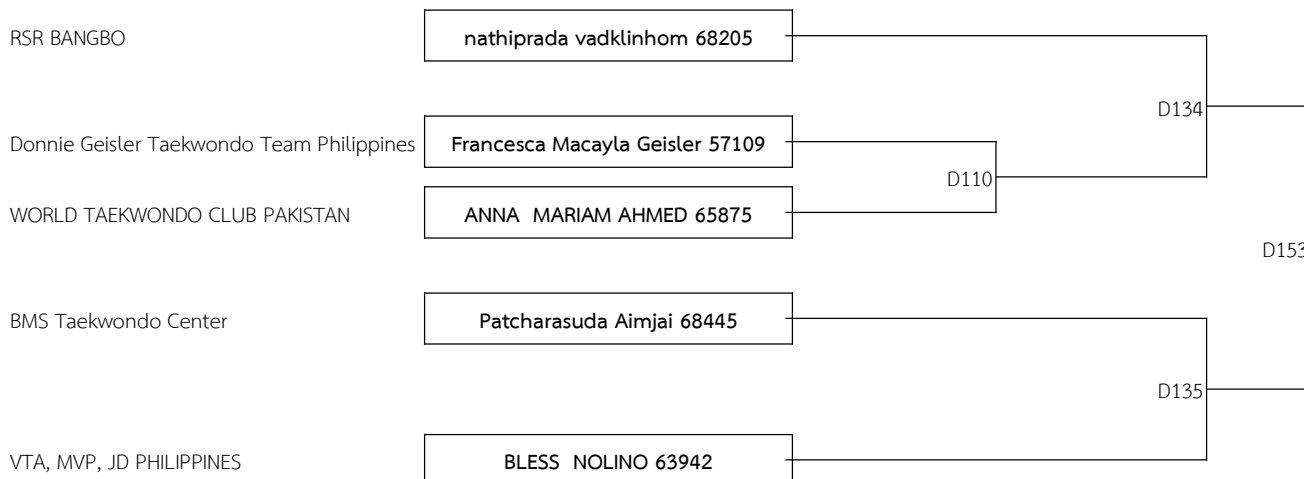 RSR BANGBO nathiprada vadklinhom 68205
D134
Donnie Geisler Taekwondo Team Philippines Francesca Macayla Geisler 57109
D110
WORLD TAEKWONDO CLUB PAKISTAN ANNA  MARIAM AHMED 65875
D153
BMS Taekwondo Center Patcharasuda Aimjai 68445
D135
VTA, MVP, JD PHILIPPINES BLESS  NOLINO 63942